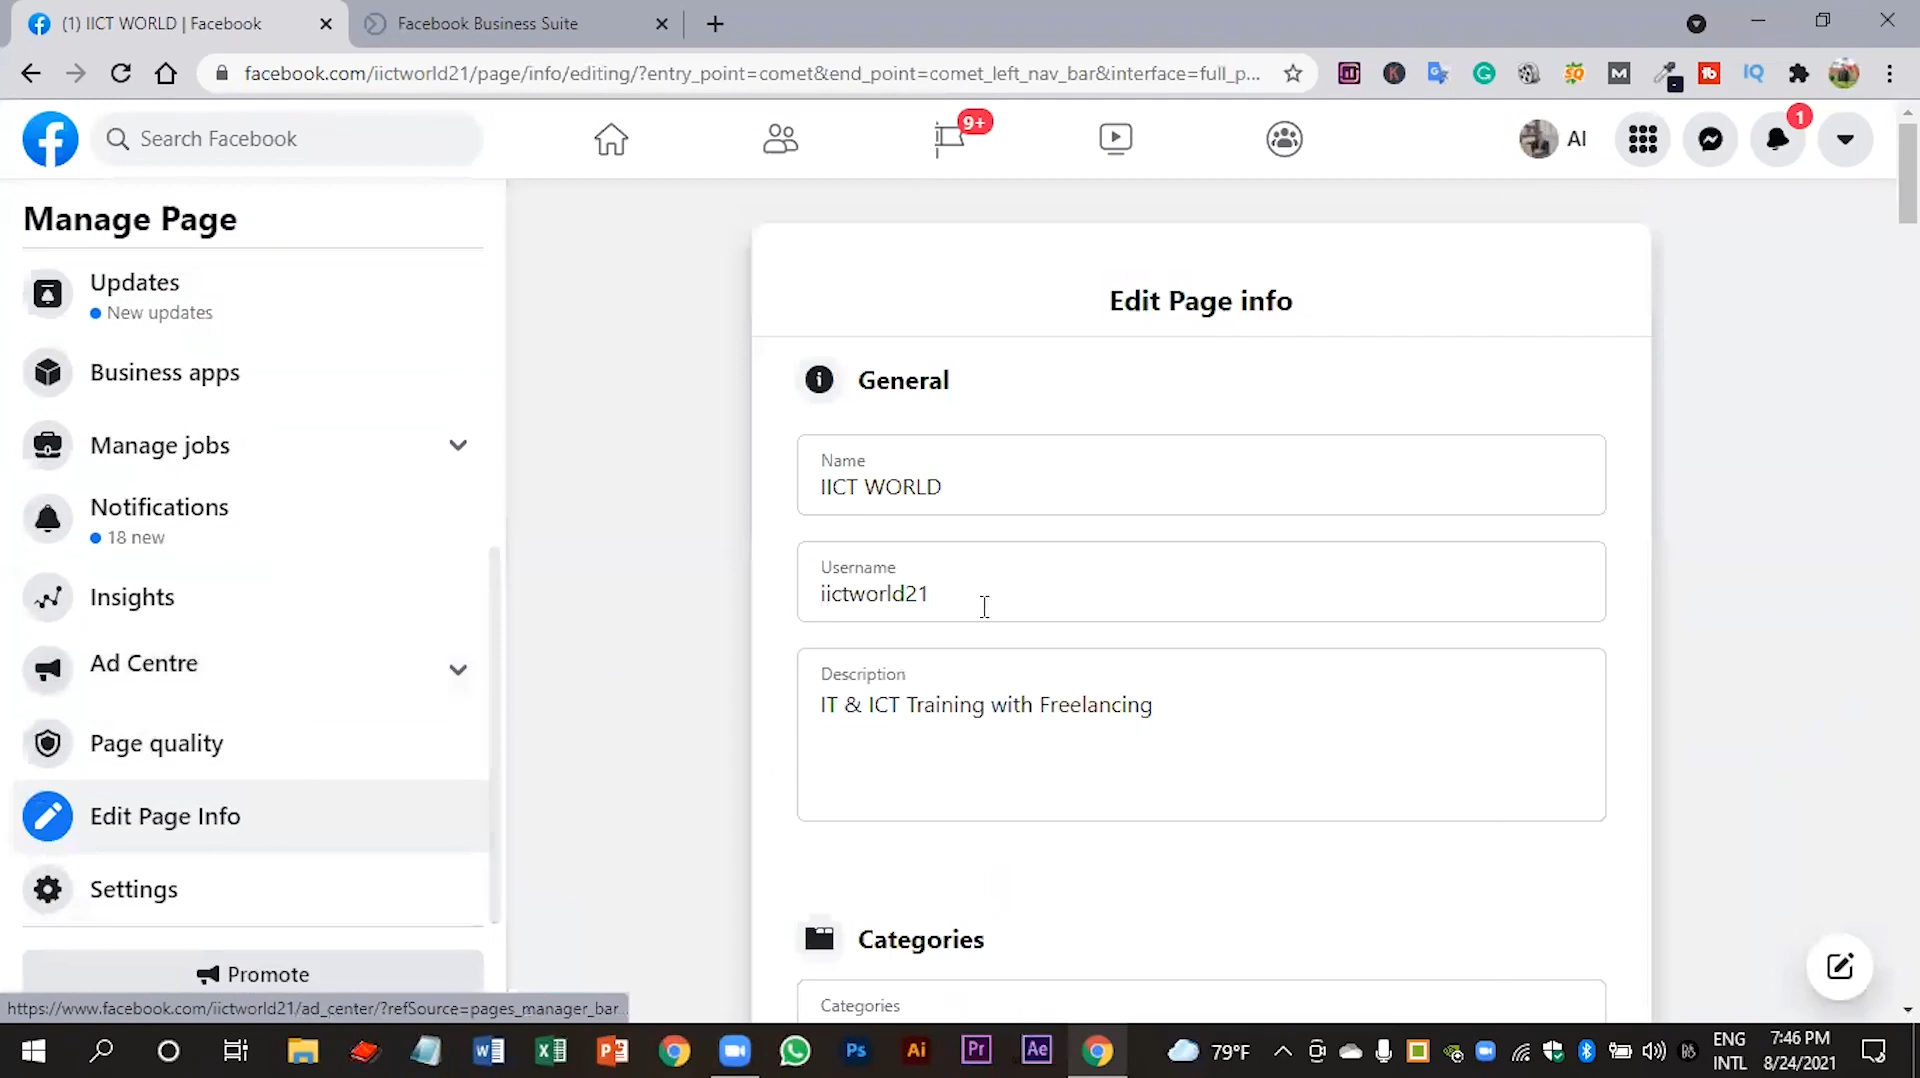 (1) IICT WORLD | Facebook
Facebook Business Suite
facebook.com/iictworld21/page/info/editing/?entry_point=comet&end_point=comet_left_nav_bar&interface=full_p...
Search Facebook
9+
AI
1
Manage Page
Updates
New updates
Business apps
Manage jobs
Notifications
18 new
Insights
Ad Centre
Page quality
Edit Page Info
Settings
Promote
Edit Page info
General
Name
IICT WORLD
Username
iictworld21
Description
IT & ICT Training with Freelancing
Categories
Categories
https://www.facebook.com/iictworld21/ad_center/?refSource=pages_manager_bar...
79°F
ENG
INTL
7:46 PM
8/24/2021